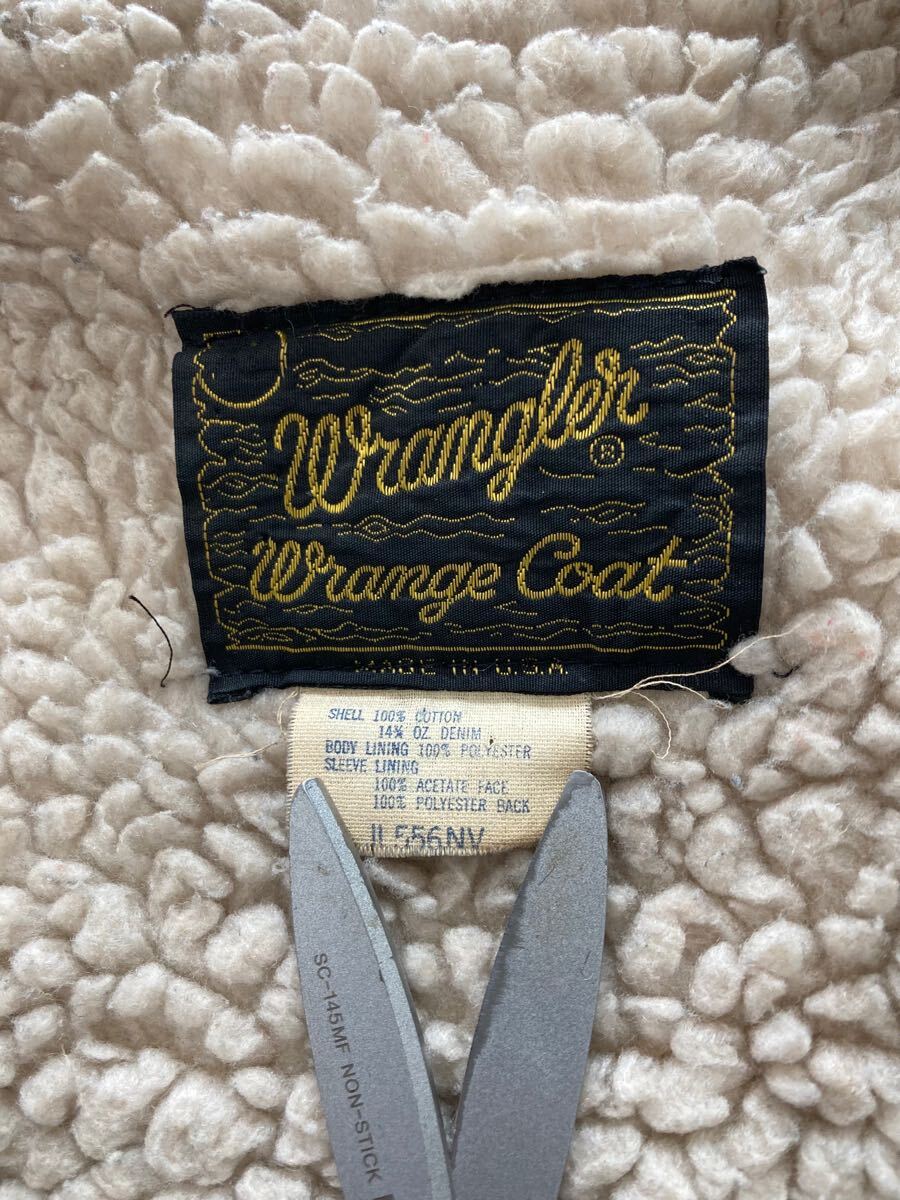 Wrangler®
Wrange Coat
MADE IN U.S.A.
SHELL 100% COTTON
14¾ OZ DENIM
BODY LINING 100% POLYESTER
SLEEVE LINING
100% ACETATE FACE
100% POLYESTER BACK
556NV
SC-145MF NON-STICK